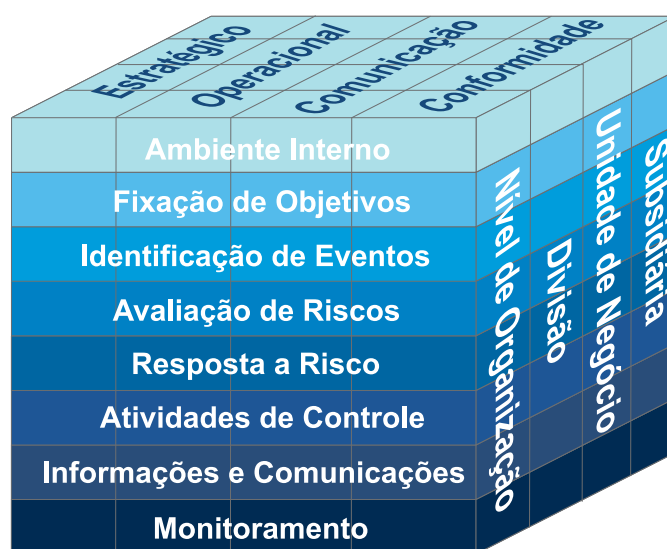 Estratégico
Operacional
Comunicação
Conformidade
Ambiente Interno
Fixação de Objetivos
Identificação de Eventos
Avaliação de Riscos
Resposta a Risco
Atividades de Controle
Informações e Comunicações
Monitoramento
Nível de Organização
Divisão
Unidade de Negócio
Subsidiária